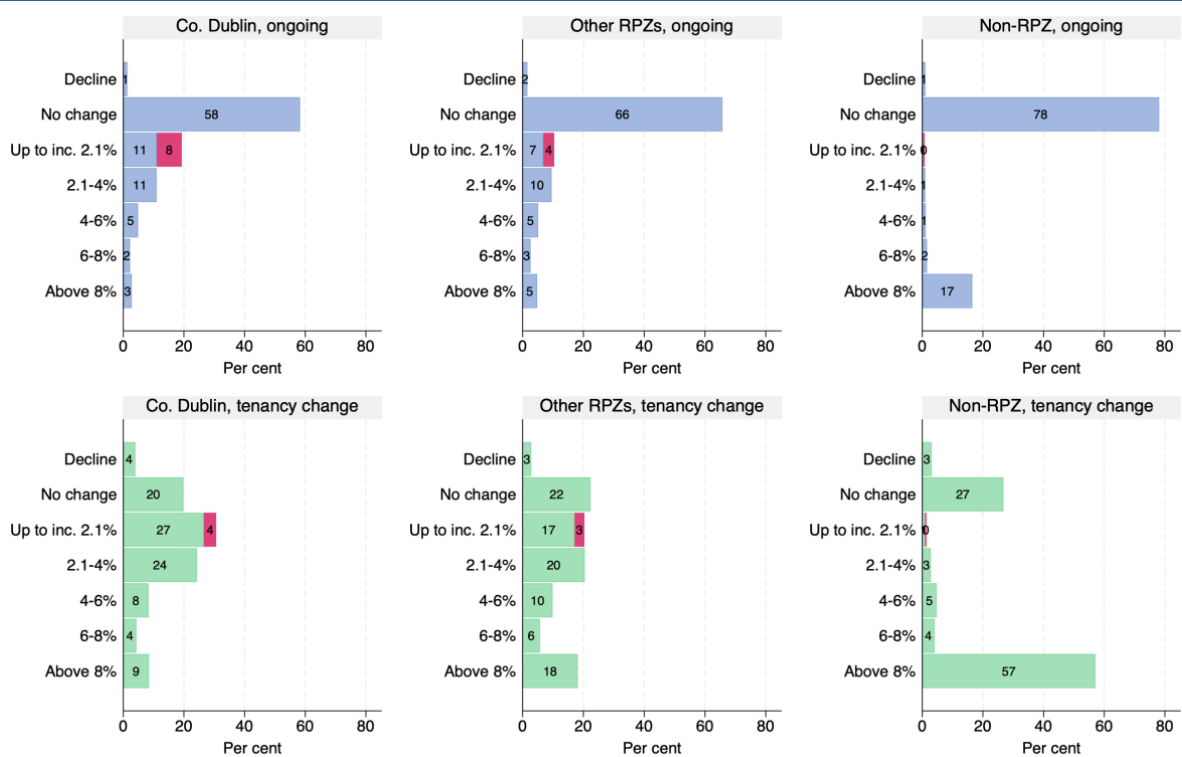 Co. Dublin, ongoing
Decline 1
No change 58
Up to inc. 2.1% 11 8
2.1-4% 11
4-6% 5
6-8% 2
Above 8% 3
0 20 40 60 80
Per cent
Other RPZs, ongoing
Decline 2
No change 66
Up to inc. 2.1% 7 4
2.1-4% 10
4-6% 5
6-8% 3
Above 8% 5
0 20 40 60 80
Per cent
Non-RPZ, ongoing
Decline 1
No change 78
Up to inc. 2.1% 0
2.1-4% 1
4-6% 1
6-8% 2
Above 8% 17
0 20 40 60 80
Per cent
Co. Dublin, tenancy change
Decline 4
No change 20
Up to inc. 2.1% 27 4
2.1-4% 24
4-6% 8
6-8% 4
Above 8% 9
0 20 40 60 80
Per cent
Other RPZs, tenancy change
Decline 3
No change 22
Up to inc. 2.1% 17 3
2.1-4% 20
4-6% 10
6-8% 6
Above 8% 18
0 20 40 60 80
Per cent
Non-RPZ, tenancy change
Decline 3
No change 27
Up to inc. 2.1% 0
2.1-4% 3
4-6% 5
6-8% 4
Above 8% 57
0 20 40 60 80
Per cent